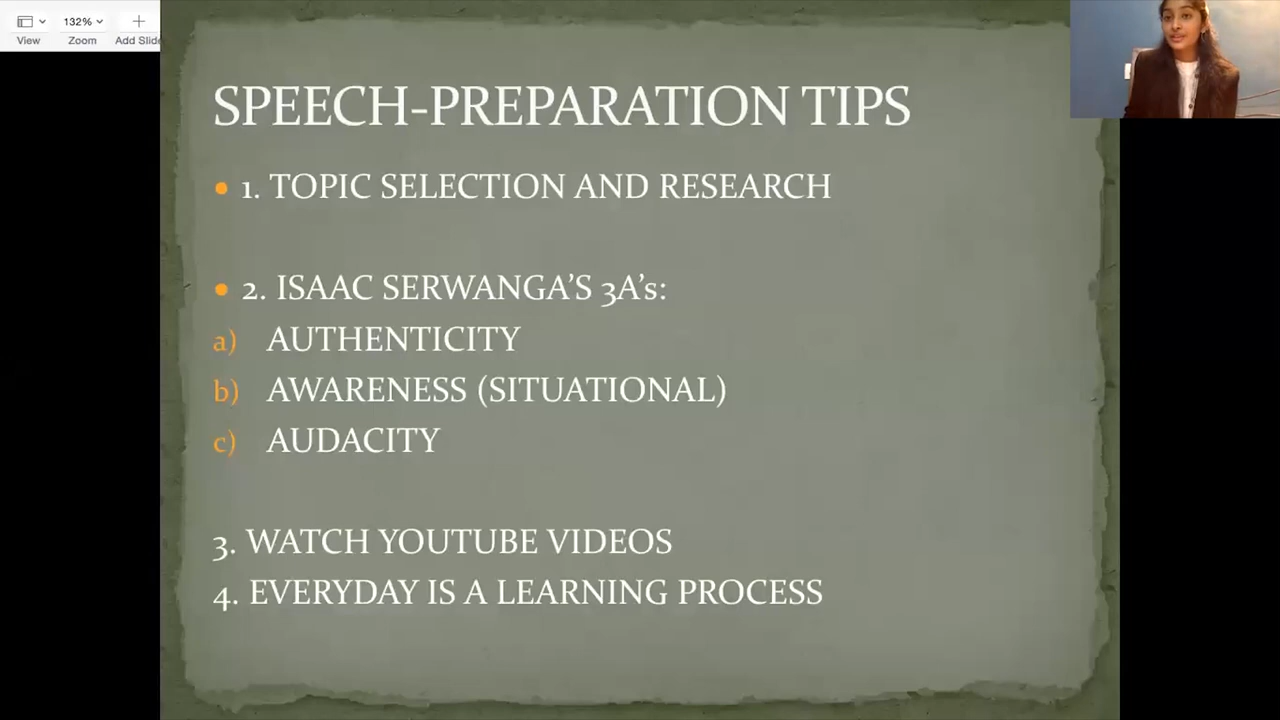 132%
View
Zoom
Add Slide
SPEECH-PREPARATION TIPS
• 1. TOPIC SELECTION AND RESEARCH
• 2. ISAAC SERWANGA'S 3A's:
a) AUTHENTICITY
b) AWARENESS (SITUATIONAL)
c) AUDACITY
3. WATCH YOUTUBE VIDEOS
4. EVERYDAY IS A LEARNING PROCESS